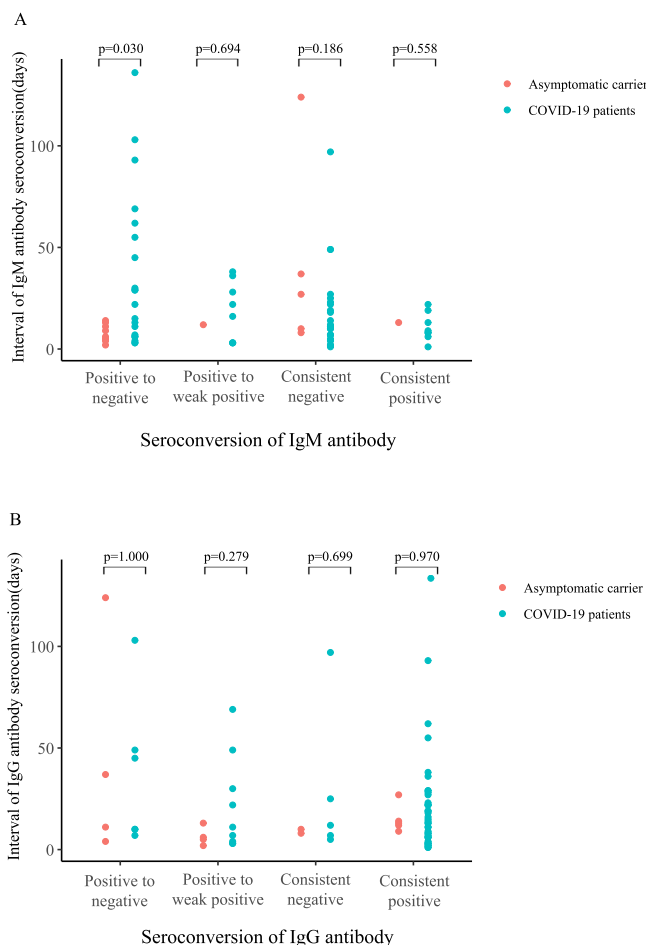 A
p=0.030 p=0.694 p=0.186 p=0.558
Asymptomatic carrier
COVID-19 patients
Interval of IgM antibody seroconversion(days)
100
50
0
Positive to Positive to Consistent Consistent
negative weak positive negative positive
Seroconversion of IgM antibody
B
p=1.000 p=0.279 p=0.699 p=0.970
Asymptomatic carrier
COVID-19 patients
Interval of IgG antibody seroconversion(days)
100
50
0
Positive to Positive to Consistent Consistent
negative weak positive negative positive
Seroconversion of IgG antibody